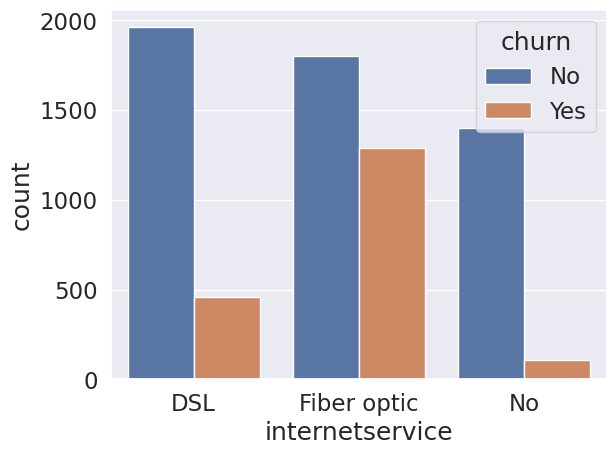 churn
No
Yes
2000
1500
1000
500
0
count
DSL Fiber optic No
internetservice